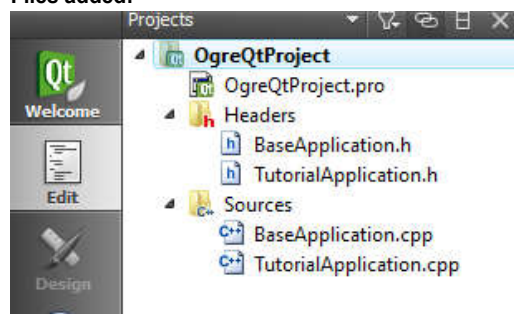 Files added:
Projects
OgreQtProject
OgreQtProject.pro
Headers
BaseApplication.h
TutorialApplication.h
Sources
BaseApplication.cpp
TutorialApplication.cpp
Qt
Welcome
Edit
Design